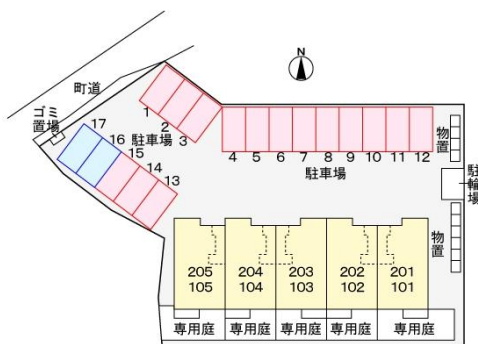 町道
N
ゴミ
置場
1
2
3
駐車場
17
16
15
14
13
4 5 6 7 8 9 10 11 12
駐車場
物置
駐輪場
物置
205 204 203 202 201
105 104 103 102 101
専用庭 専用庭 専用庭 専用庭 専用庭